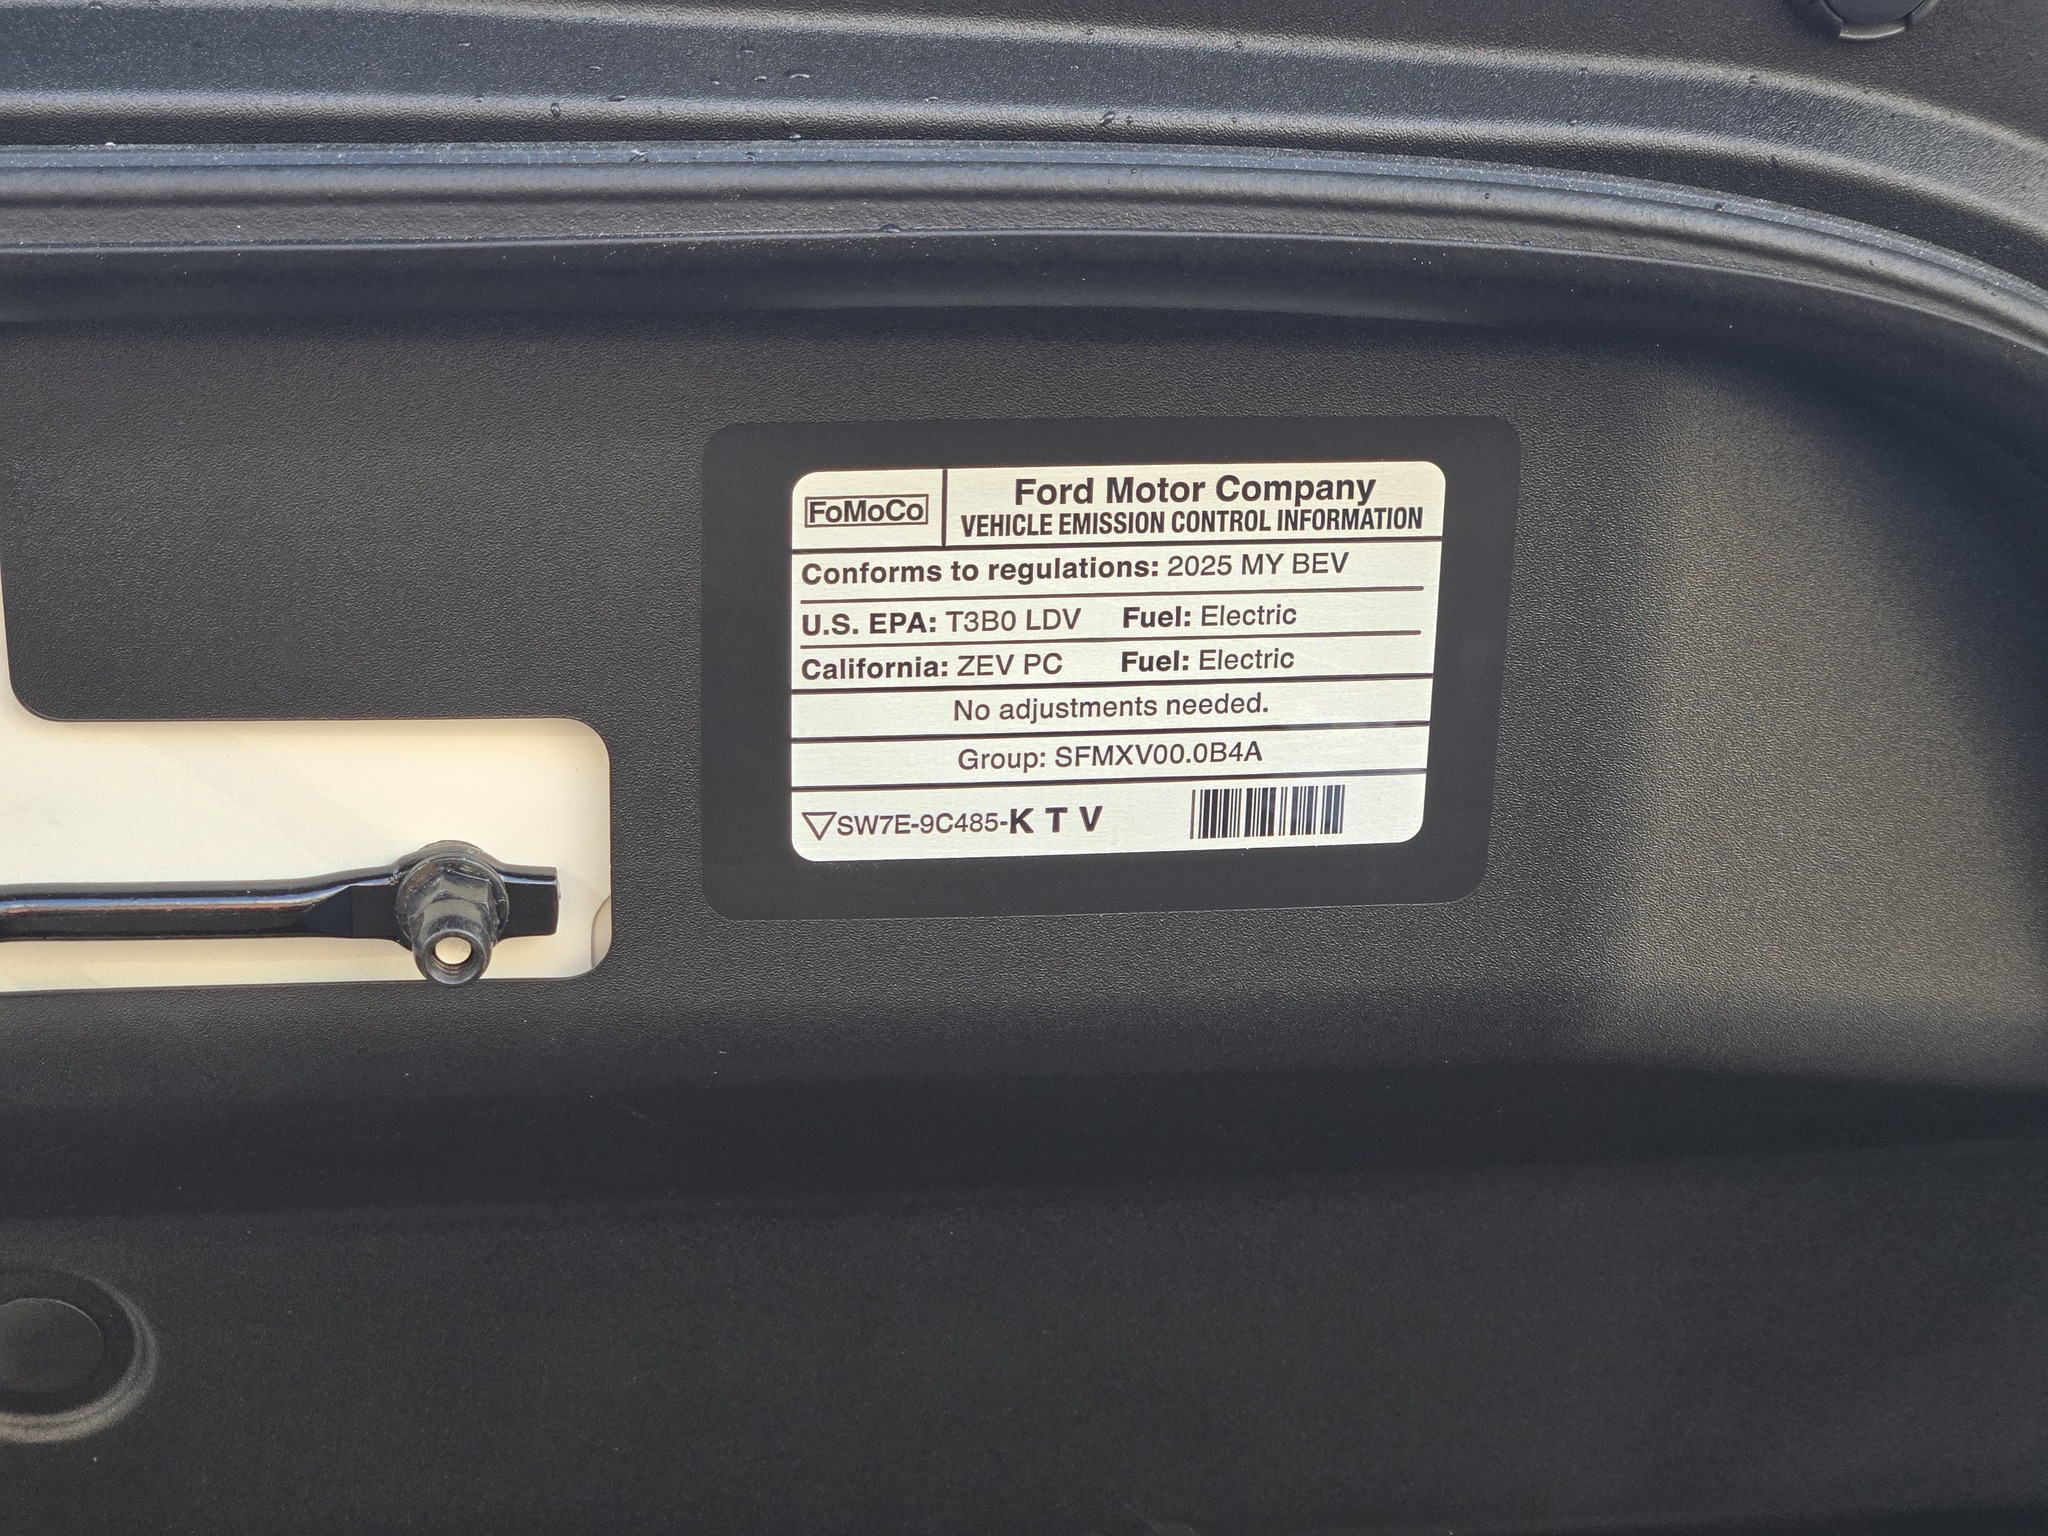 FoMoCo
Ford Motor Company
VEHICLE EMISSION CONTROL INFORMATION
Conforms to regulations: 2025 MY BEV
U.S. EPA: T3B0 LDV Fuel: Electric
California: ZEV PC Fuel: Electric
No adjustments needed.
Group: SFMXV00.0B4A
▽SW7E-9C485-K T V